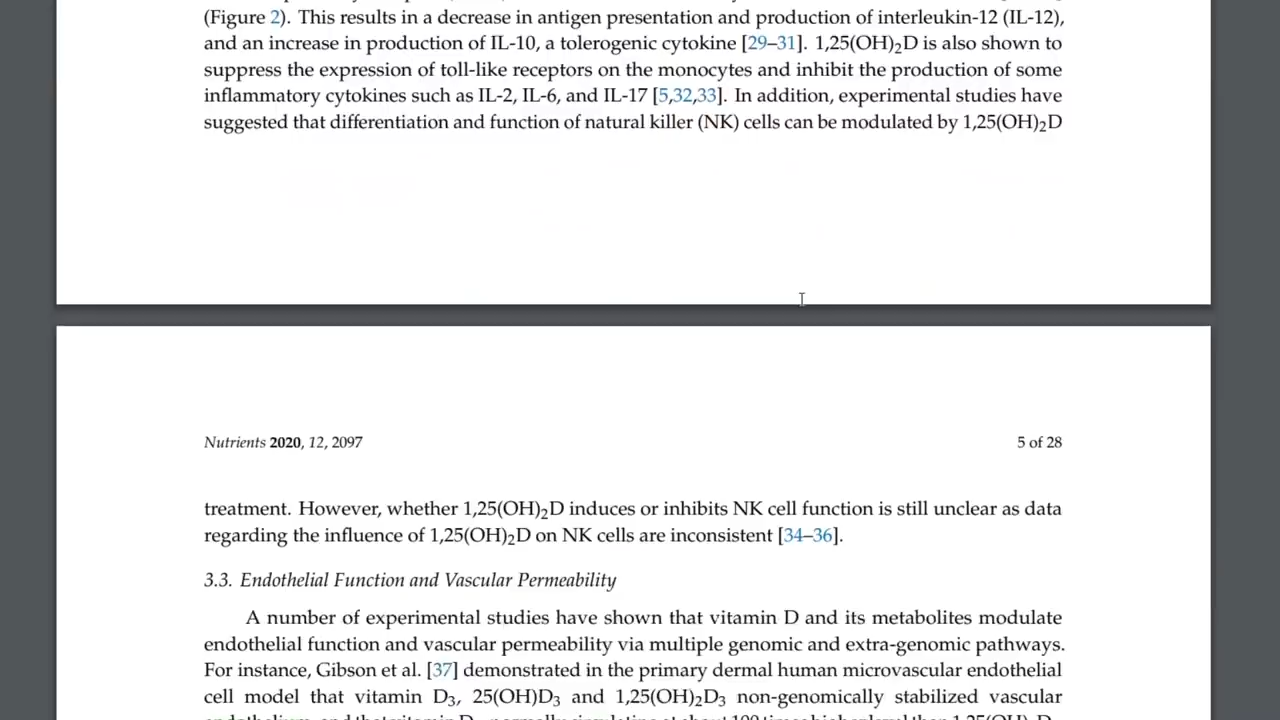 (Figure 2). This results in a decrease in antigen presentation and production of interleukin-12 (IL-12),
and an increase in production of IL-10, a tolerogenic cytokine [29–31]. 1,25(OH)₂D is also shown to
suppress the expression of toll-like receptors on the monocytes and inhibit the production of some
inflammatory cytokines such as IL-2, IL-6, and IL-17 [5,32,33]. In addition, experimental studies have
suggested that differentiation and function of natural killer (NK) cells can be modulated by 1,25(OH)₂D
Nutrients 2020, 12, 2097
5 of 28
treatment. However, whether 1,25(OH)₂D induces or inhibits NK cell function is still unclear as data
regarding the influence of 1,25(OH)₂D on NK cells are inconsistent [34–36].
3.3. Endothelial Function and Vascular Permeability
A number of experimental studies have shown that vitamin D and its metabolites modulate
endothelial function and vascular permeability via multiple genomic and extra-genomic pathways.
For instance, Gibson et al. [37] demonstrated in the primary dermal human microvascular endothelial
cell model that vitamin D₃, 25(OH)D₃ and 1,25(OH)₂D₃ non-genomically stabilized vascular